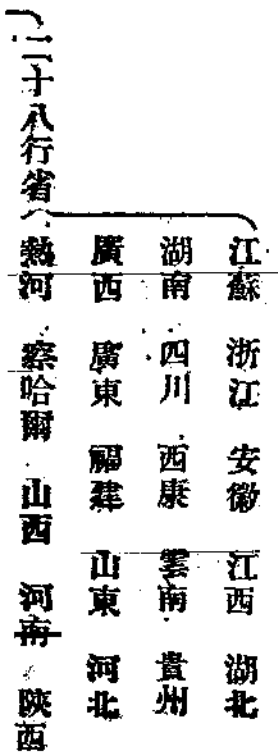 江蘇 浙江 安徽 江西 湖北
湖南 四川 西康 雲南 貴州
廣西 廣東 福建 山東 河北
二十八行省 熱河 察哈爾 山西 河南 陝西